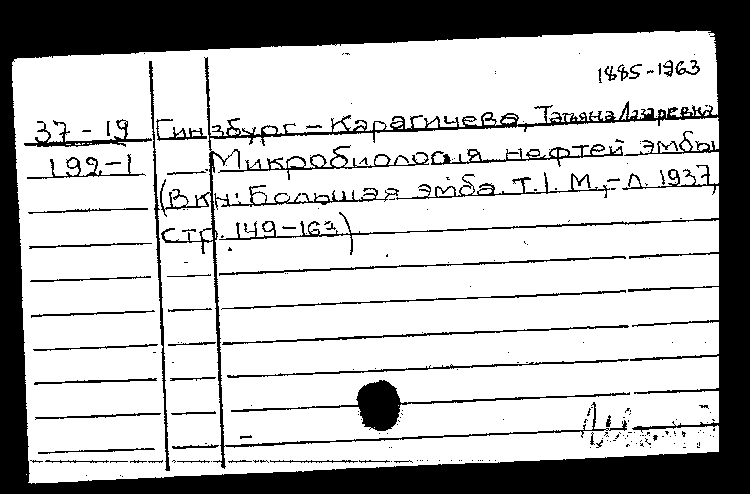 1885-1963
37-19 Гинзбург-Карагичева, Татьяна Лазаревна
192-1 Микробиология нефтей эмбы
(В кн: Большая эмба. т.1. М.,-Л. 1937,
стр. 149-163)